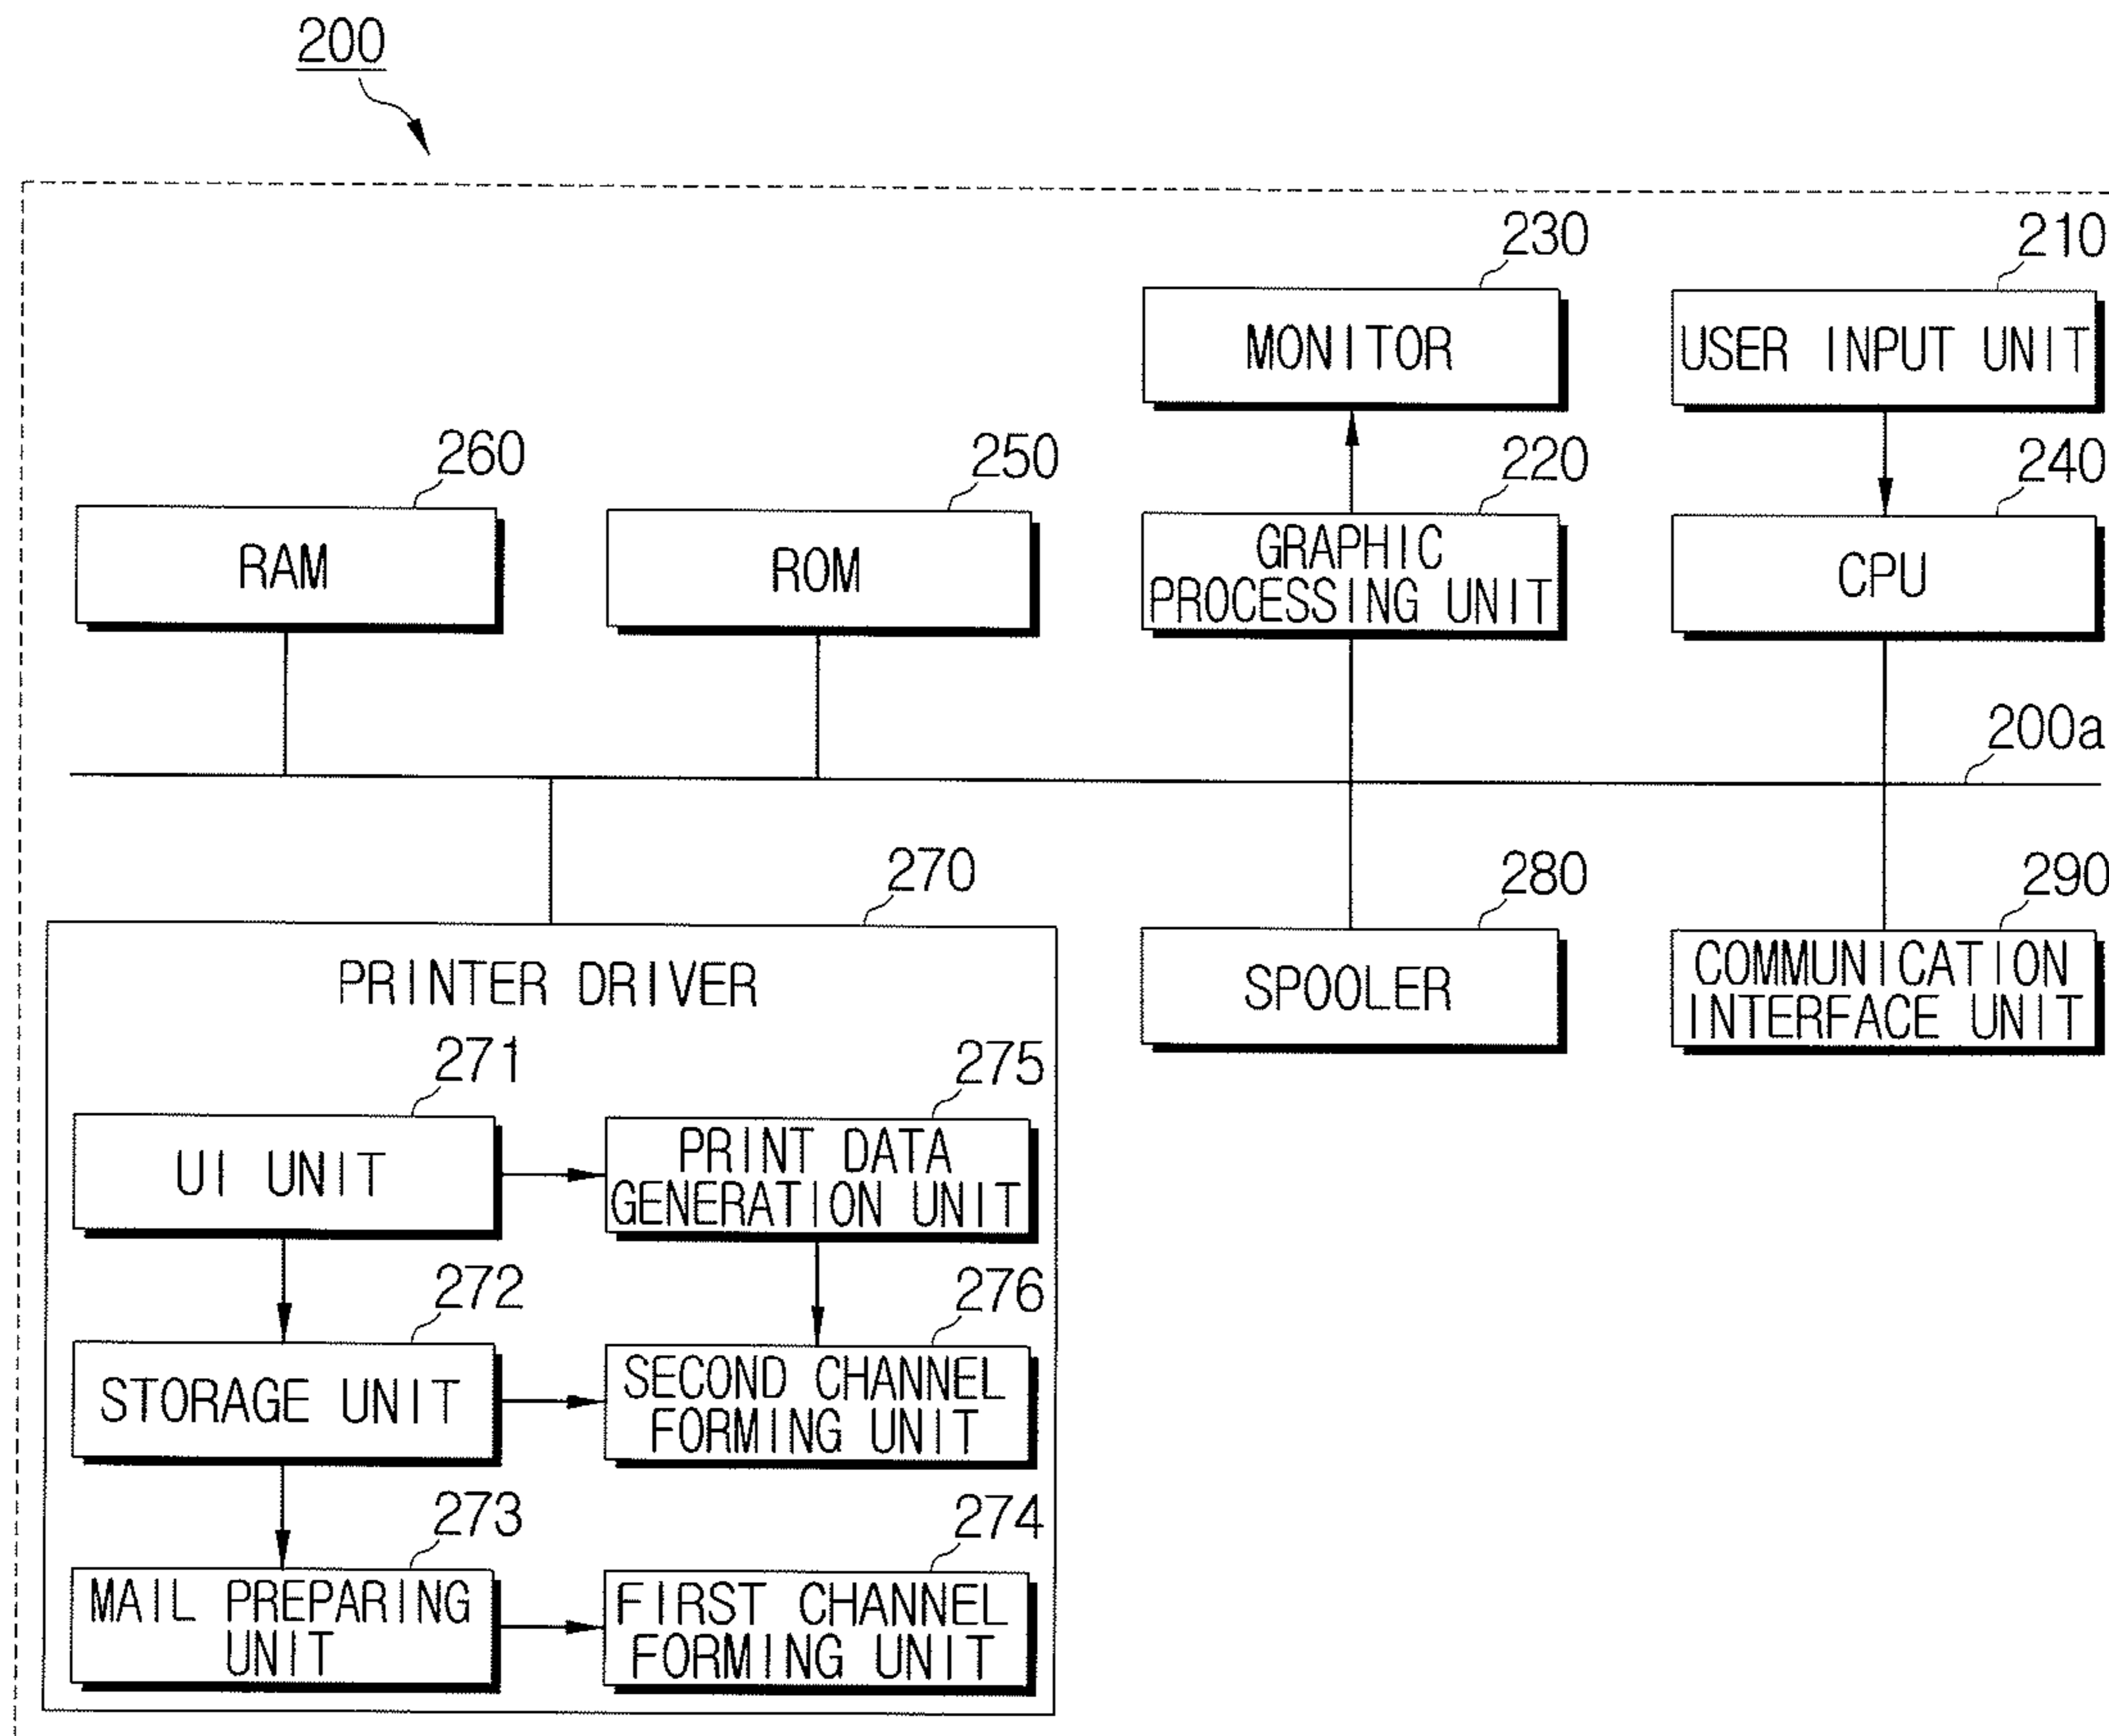 200
230
210
MONITOR
USER INPUT UNIT
260
250
220
240
RAM
ROM
GRAPHIC
PROCESSING UNIT
CPU
200a
270
280
290
PRINTER DRIVER
SPOOLER
COMMUNICATION
INTERFACE UNIT
271
275
UI UNIT
PRINT DATA
GENERATION UNIT
272
276
STORAGE UNIT
SECOND CHANNEL
FORMING UNIT
273
274
MAIL PREPARING
UNIT
FIRST CHANNEL
FORMING UNIT